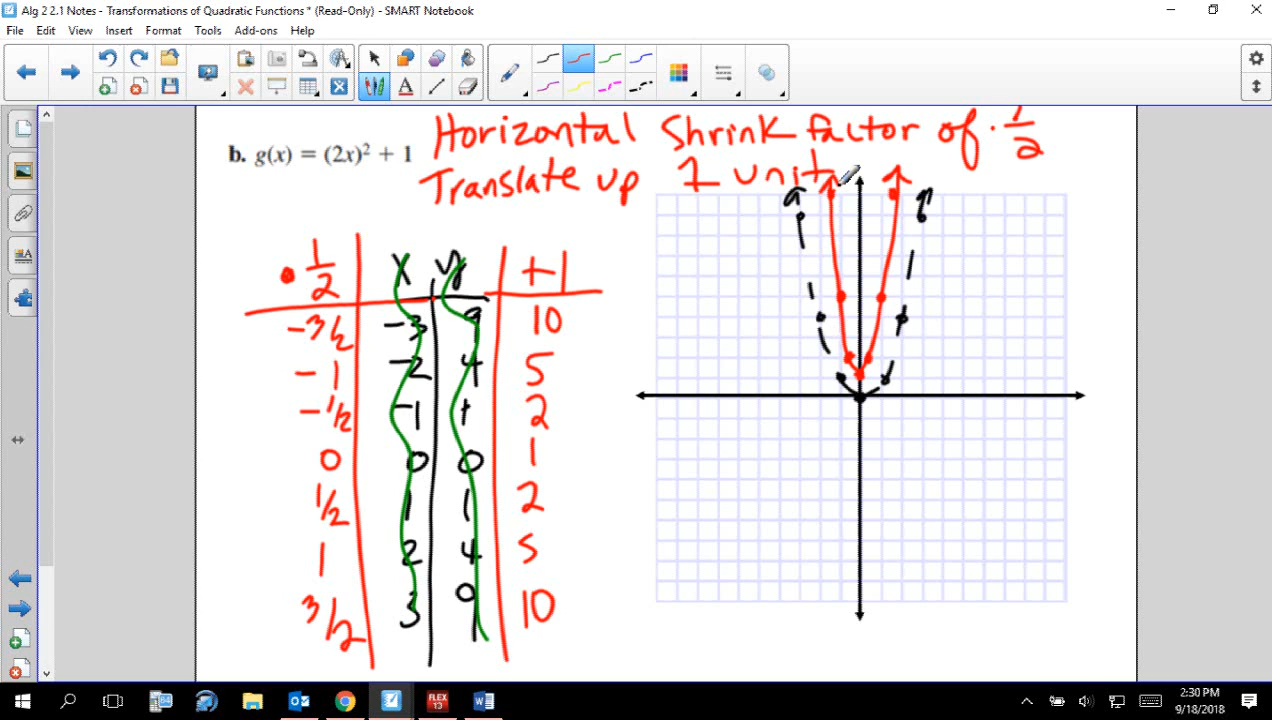 Alg 2 2.1 Notes - Transformations of Quadratic Functions * (Read-Only) - SMART Notebook
File Edit View Insert Format Tools Add-ons Help
b. g(x) = (2x)² + 1
Horizontal Shrink factor of · 1/2
Translate up 1 unit
· 1/2 x y +1
-3/2 -3 9 10
-1 -2 4 5
-1/2 -1 1 2
0 0 0 1
1/2 1 1 2
1 2 4 5
3/2 3 9 10
FLEX 13
2:30 PM
9/18/2018